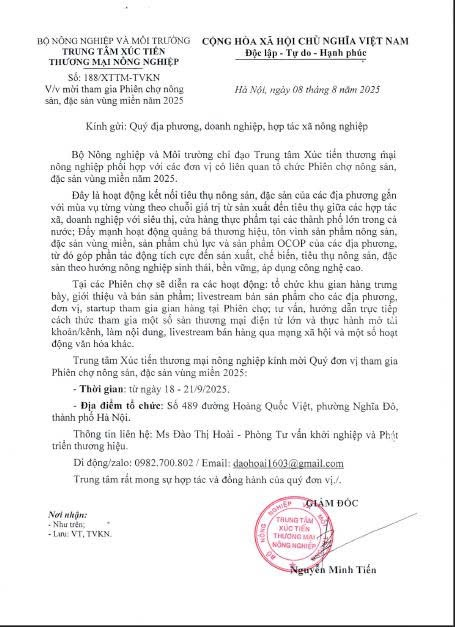 BỘ NÔNG NGHIỆP VÀ MÔI TRƯỜNG
TRUNG TÂM XÚC TIẾN
THƯƠNG MẠI NÔNG NGHIỆP
CỘNG HÒA XÃ HỘI CHỦ NGHĨA VIỆT NAM
Độc lập - Tự do - Hạnh phúc
Số: 188/XTTM-TVKN
V/v mời tham gia Phiên chợ nông
sản, đặc sản vùng miền năm 2025
Hà Nội, ngày 08 tháng 8 năm 2025
Kính gửi: Quý địa phương, doanh nghiệp, hợp tác xã nông nghiệp
Bộ Nông nghiệp và Môi trường chỉ đạo Trung tâm Xúc tiến thương mại
nông nghiệp phối hợp với các đơn vị có liên quan tổ chức Phiên chợ nông sản,
đặc sản vùng miền năm 2025.
Đây là hoạt động kết nối tiêu thụ nông sản, đặc sản của các địa phương gắn
với mùa vụ từng vùng theo chuỗi giá trị từ sản xuất đến tiêu thụ giữa các hợp tác
xã, doanh nghiệp với siêu thị, cửa hàng thực phẩm tại các thành phố lớn trong cả
nước; Đẩy mạnh hoạt động quảng bá thương hiệu, tôn vinh sản phẩm nông sản,
đặc sản vùng miền, sản phẩm chủ lực và sản phẩm OCOP của các địa phương,
từ đó góp phần tác động tích cực đến sản xuất, chế biến, tiêu thụ nông sản, đặc
sản theo hướng nông nghiệp sinh thái, bền vững, áp dụng công nghệ cao.
Tại các Phiên chợ sẽ diễn ra các hoạt động: tổ chức khu gian hàng trưng
bày, giới thiệu và bán sản phẩm; livestream bán sản phẩm cho các địa phương,
đơn vị, startup tham gia gian hàng tại Phiên chợ; tư vấn, hướng dẫn trực tiếp
cách thức tham gia một số sàn thương mại điện tử lớn và thực hành mở tài
khoản/kênh, làm nội dung, livestream bán hàng qua mạng xã hội và một số hoạt
động văn hóa khác.
Trung tâm Xúc tiến thương mại nông nghiệp kính mời Quý đơn vị tham gia
Phiên chợ nông sản, đặc sản vùng miền năm 2025:
- Thời gian: từ ngày 18 - 21/9/2025.
- Địa điểm tổ chức: Số 489 đường Hoàng Quốc Việt, phường Nghĩa Đô,
thành phố Hà Nội.
Thông tin liên hệ: Ms Đào Thị Hoài - Phòng Tư vấn khởi nghiệp và Phát
triển thương hiệu.
Di động/zalo: 0982.700.802 / Email: daohoai1603@gmail.com
Trung tâm rất mong sự hợp tác và đồng hành của quý đơn vị./.
Nơi nhận:
- Như trên;
- Lưu: VT, TVKN.
GIÁM ĐỐC
TRUNG TÂM
XÚC TIẾN
THƯƠNG MẠI
NÔNG NGHIỆP
Nguyễn Minh Tiến